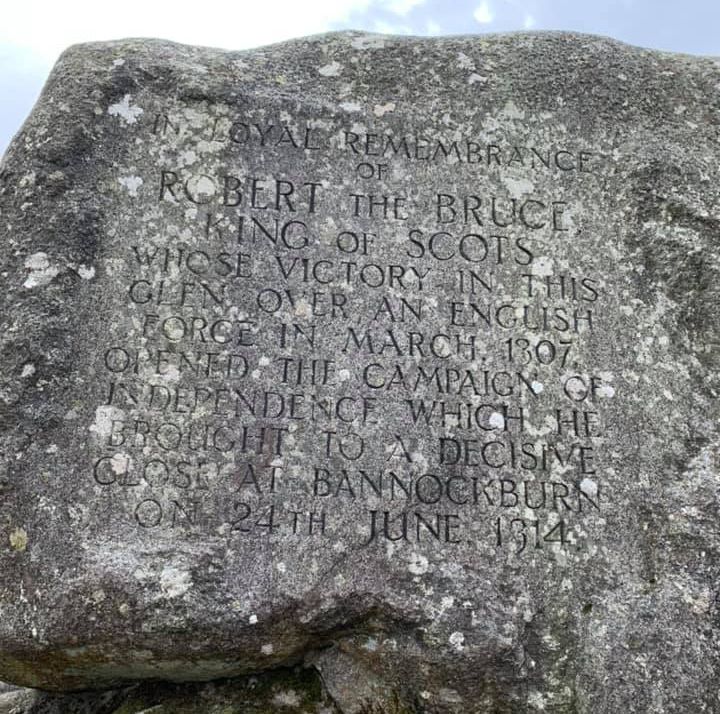 IN LOYAL REMEMBRANCE
OF
ROBERT THE BRUCE
KING OF SCOTS
WHOSE VICTORY IN THIS
GLEN OVER AN ENGLISH
FORCE IN MARCH, 1307,
OPENED THE CAMPAIGN OF
INDEPENDENCE WHICH HE
BROUGHT TO A DECISIVE
CLOSE AT BANNOCKBURN
ON 24TH JUNE, 1314.